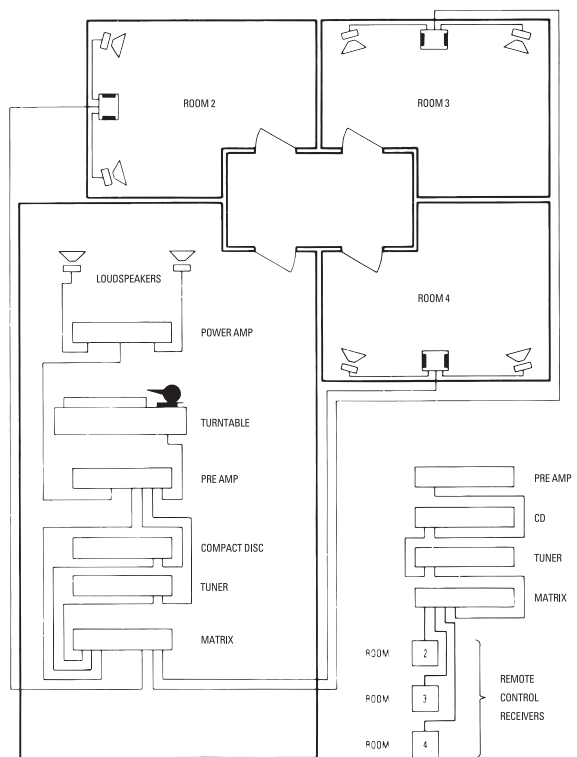 ROOM 2
ROOM 3
ROOM 4
LOUDSPEAKERS
POWER AMP
TURNTABLE
PRE AMP
COMPACT DISC
TUNER
MATRIX
PRE AMP
CD
TUNER
MATRIX
ROOM 2
ROOM 3
ROOM 4
REMOTE
CONTROL
RECEIVERS